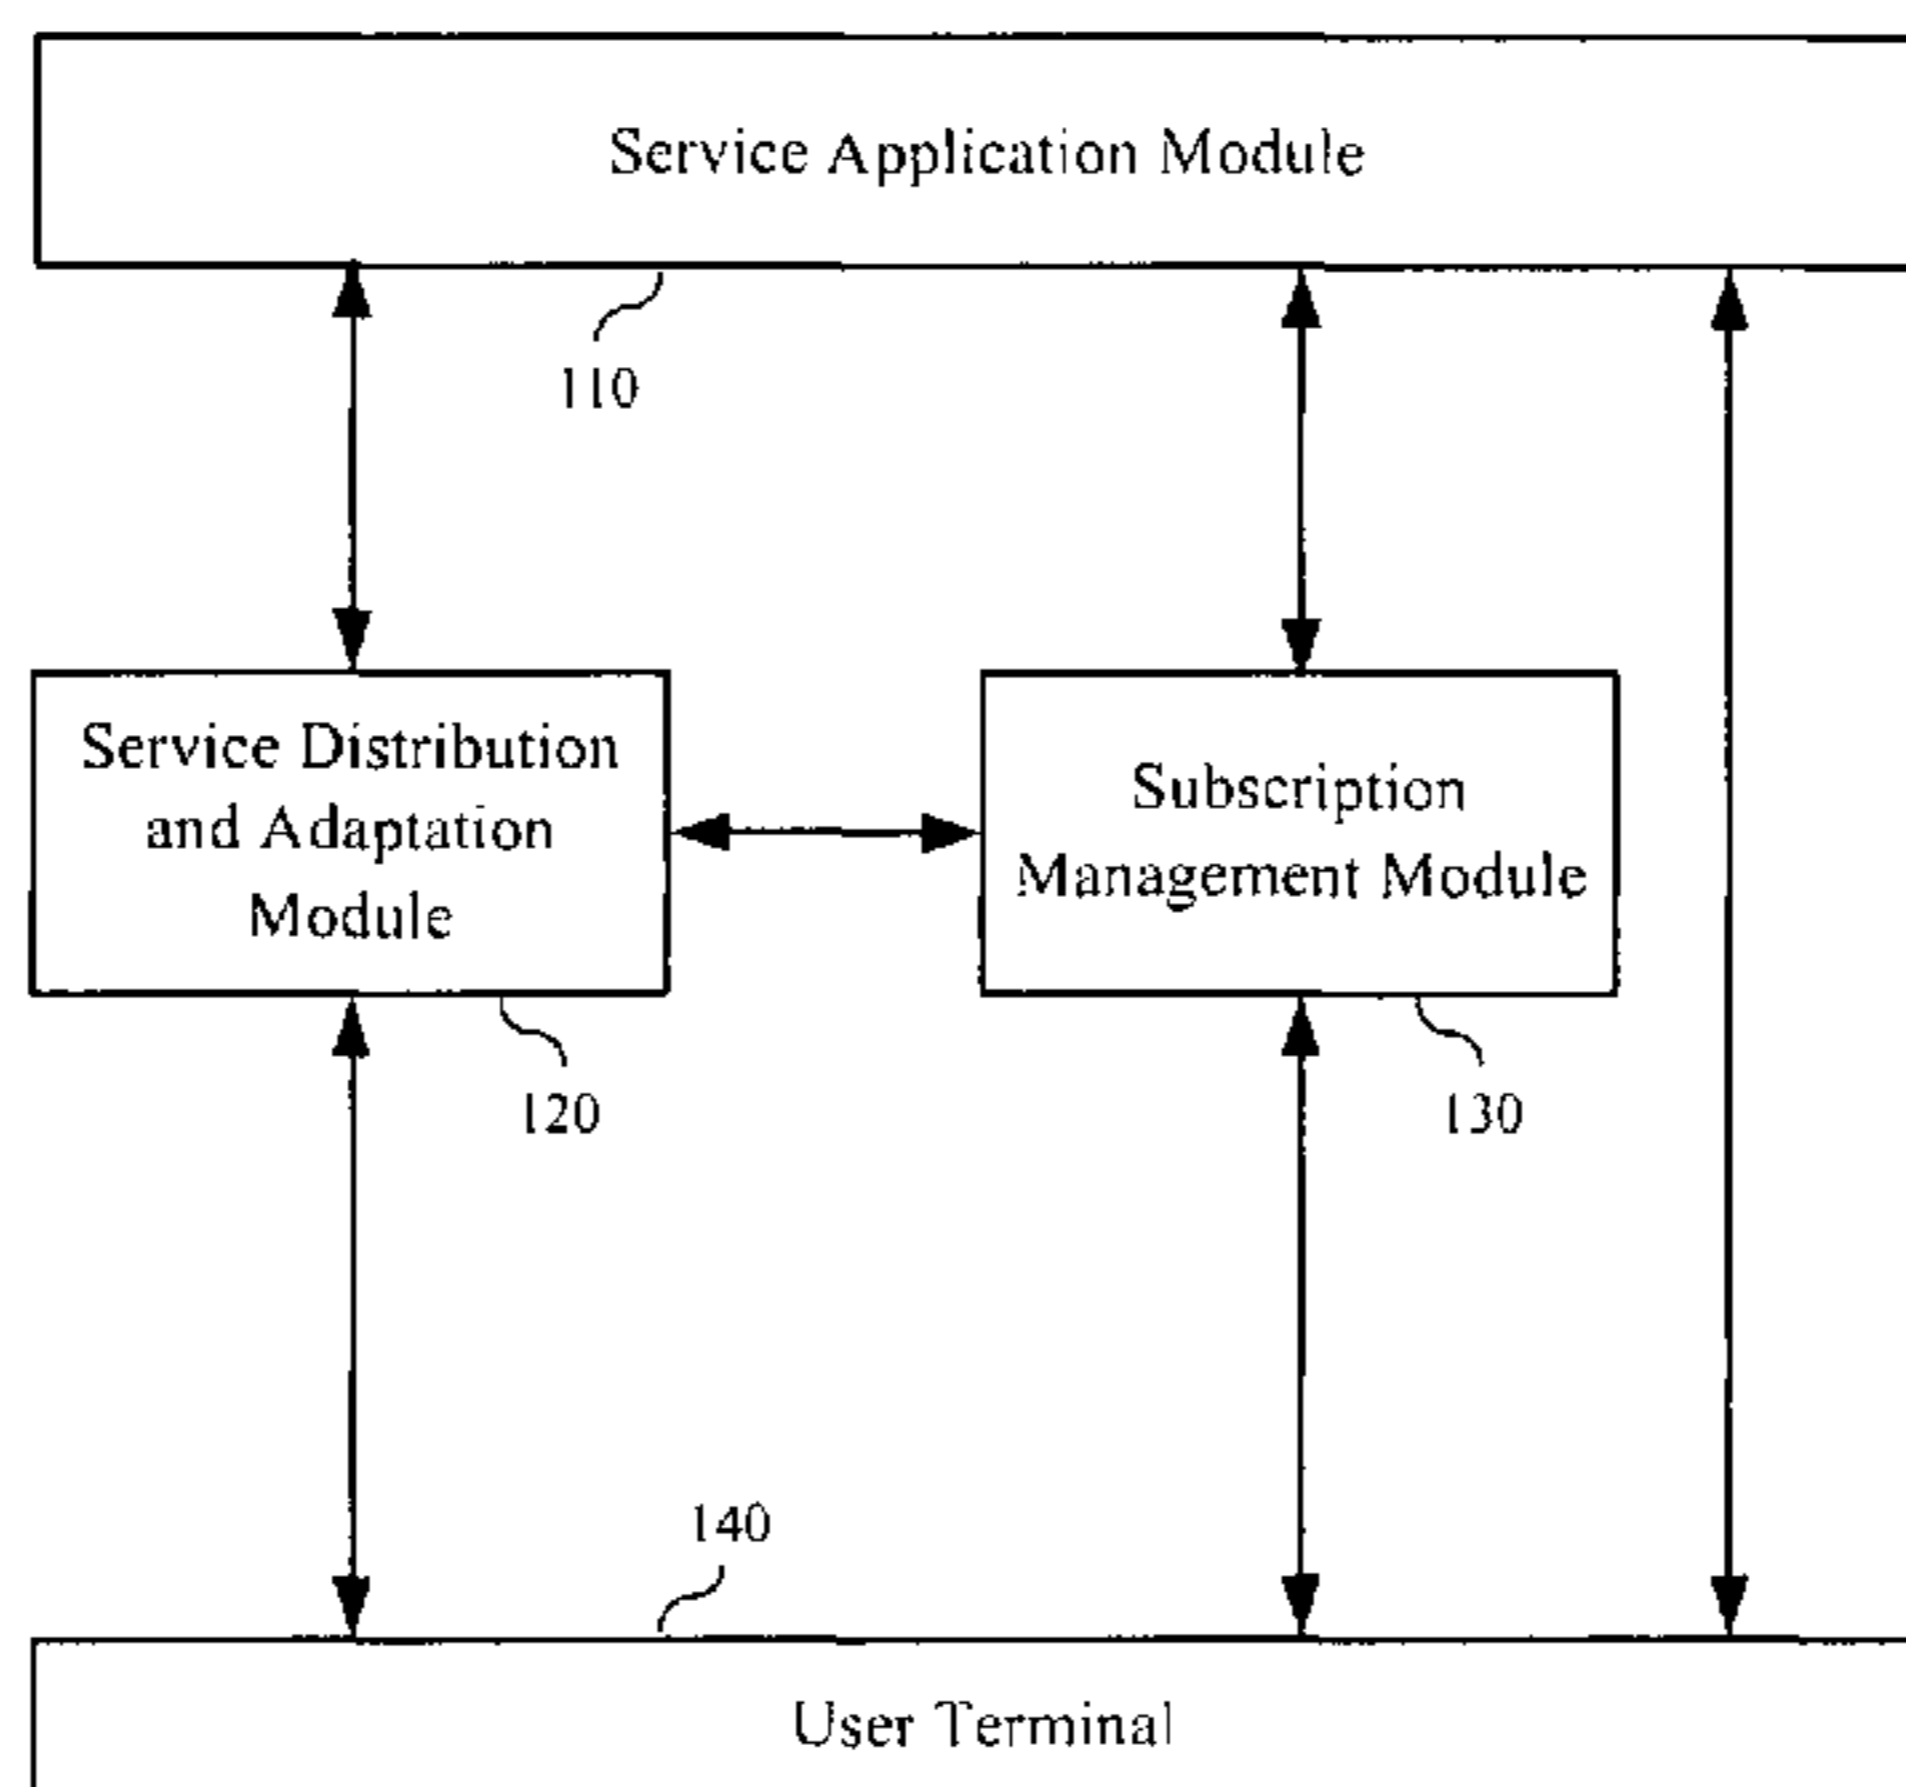 Service Application Module
110
Service Distribution
and Adaptation
Module
Subscription
Management Module
120
130
140
User Terminal